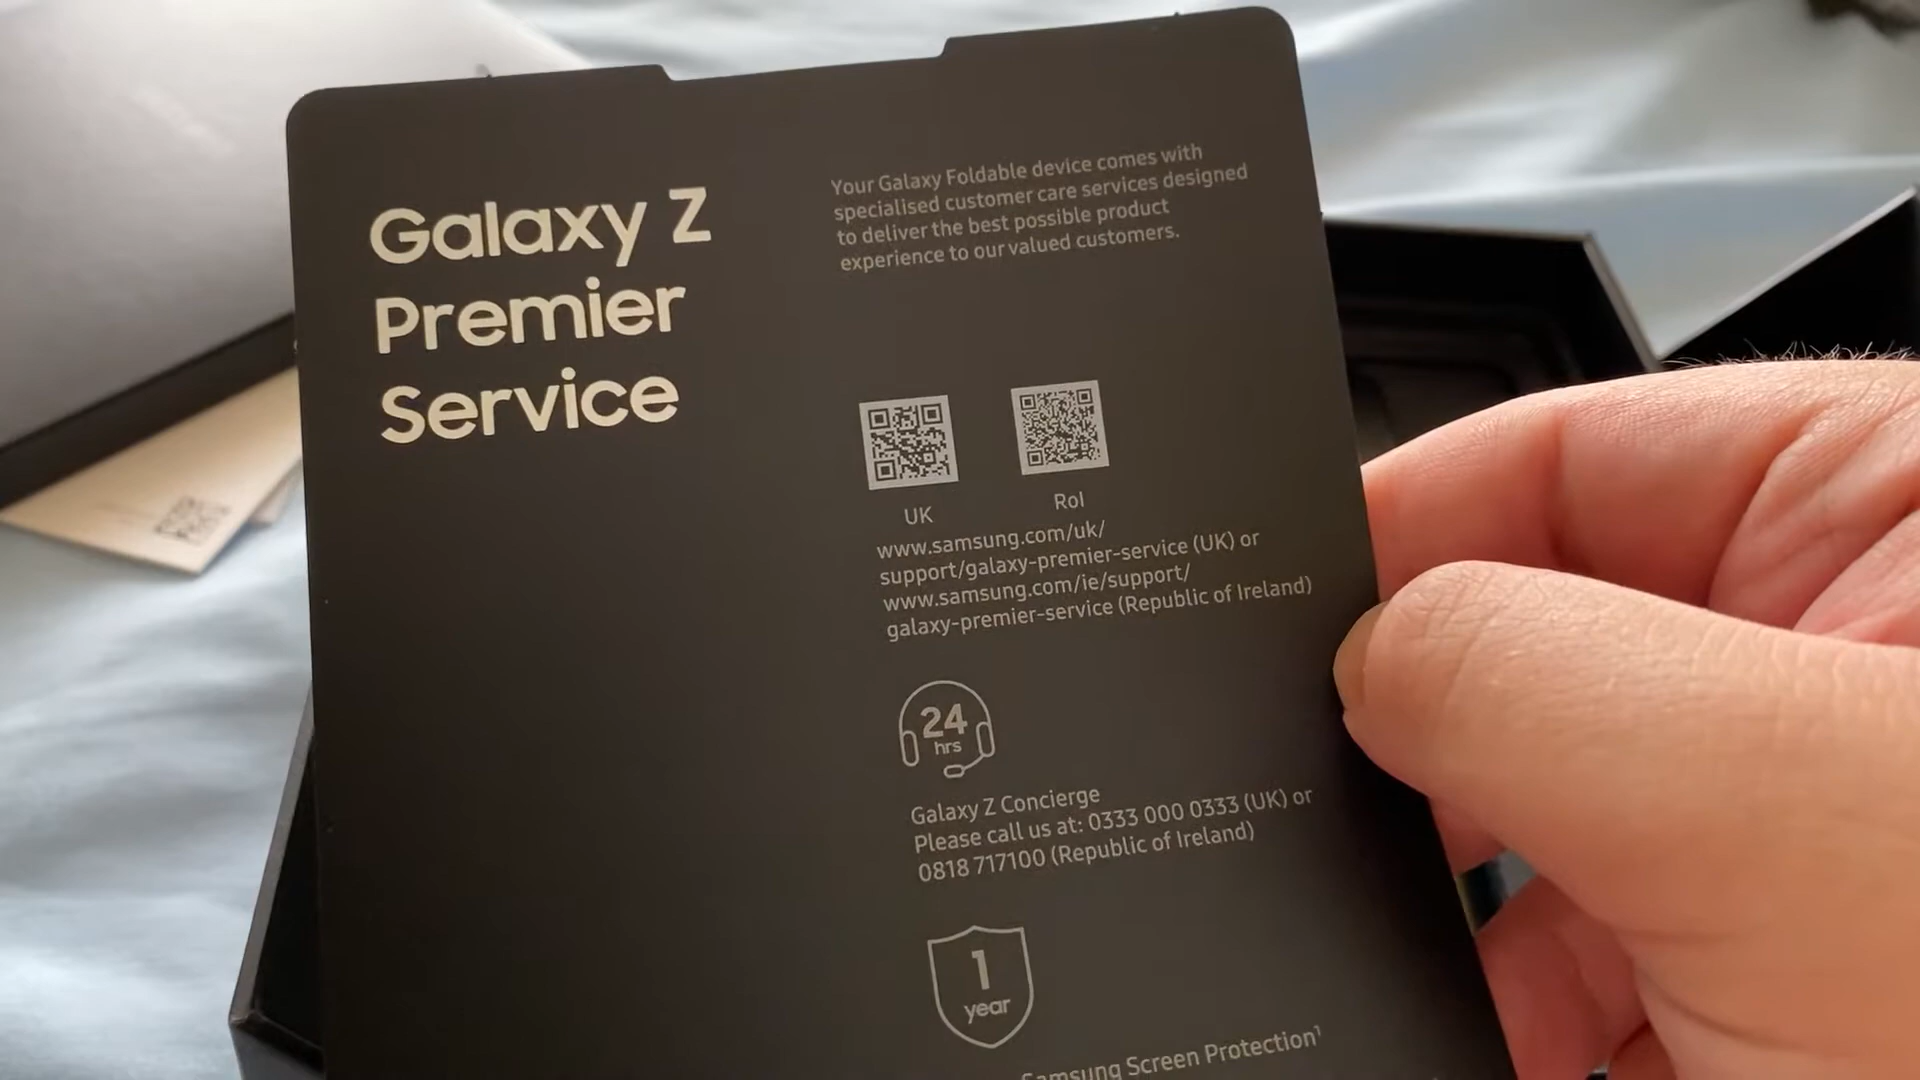 Galaxy Z
Premier
Service
Your Galaxy Foldable device comes with
specialised customer care services designed
to deliver the best possible product
experience to our valued customers.
UK
RoI
www.samsung.com/uk/
support/galaxy-premier-service (UK) or
www.samsung.com/ie/support/
galaxy-premier-service (Republic of Ireland)
24
hrs
Galaxy Z Concierge
Please call us at: 0333 000 0333 (UK) or
0818 717100 (Republic of Ireland)
1
year
Samsung Screen Protection¹